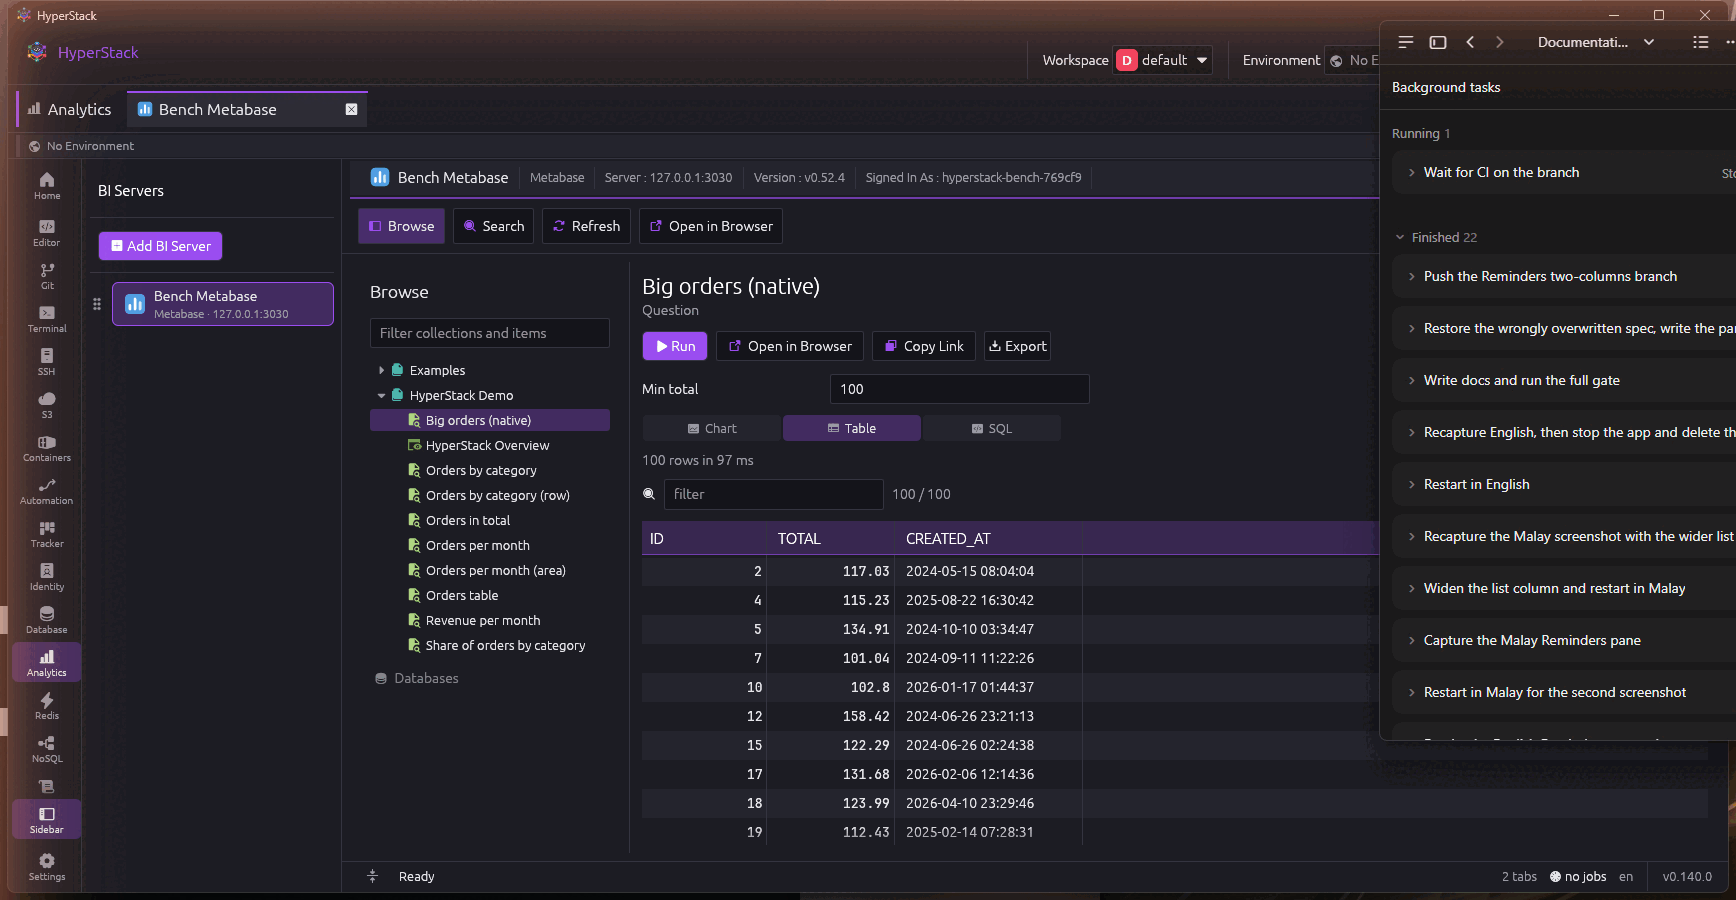 HyperStack
HyperStack
Workspace D default
Environment No E
Analytics
Bench Metabase
No Environment
Home
Editor
Git
Terminal
SSH
S3
Containers
Automation
Tracker
Identity
Database
Analytics
Redis
NoSQL
Sidebar
Settings
BI Servers
Add BI Server
Bench Metabase
Metabase · 127.0.0.1:3030
Bench Metabase
Metabase
Server : 127.0.0.1:3030
Version : v0.52.4
Signed In As : hyperstack-bench-769cf9
Browse
Search
Refresh
Open in Browser
Browse
Filter collections and items
Examples
HyperStack Demo
Big orders (native)
HyperStack Overview
Orders by category
Orders by category (row)
Orders in total
Orders per month
Orders per month (area)
Orders table
Revenue per month
Share of orders by category
Databases
Big orders (native)
Question
Run
Open in Browser
Copy Link
Export
Min total 100
Chart
Table
SQL
100 rows in 97 ms
filter
100 / 100
ID TOTAL CREATED_AT
2 117.03 2024-05-15 08:04:04
4 115.23 2025-08-22 16:30:42
5 134.91 2024-10-10 03:34:47
7 101.04 2024-09-11 11:22:26
10 102.8 2026-01-17 01:44:37
12 158.42 2024-06-26 23:21:13
15 122.29 2024-06-26 02:24:38
17 131.68 2026-02-06 12:14:36
18 123.99 2026-04-10 23:29:46
19 112.43 2025-02-14 07:28:31
Ready
2 tabs
no jobs
en
v0.140.0
Documentati...
Background tasks
Running 1
Wait for CI on the branch
Sto
Finished 22
Push the Reminders two-columns branch
Restore the wrongly overwritten spec, write the pa
Write docs and run the full gate
Recapture English, then stop the app and delete th
Restart in English
Recapture the Malay screenshot with the wider list
Widen the list column and restart in Malay
Capture the Malay Reminders pane
Restart in Malay for the second screenshot